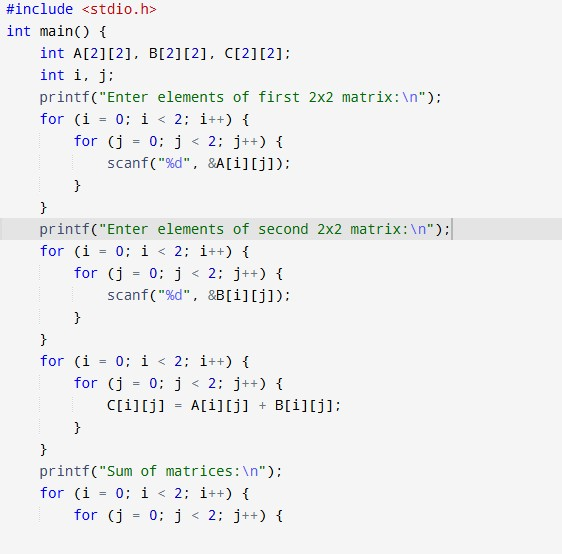 #include <stdio.h>
int main() {
    int A[2][2], B[2][2], C[2][2];
    int i, j;
    printf("Enter elements of first 2x2 matrix:\n");
    for (i = 0; i < 2; i++) {
        for (j = 0; j < 2; j++) {
            scanf("%d", &A[i][j]);
        }
    }
    printf("Enter elements of second 2x2 matrix:\n");
    for (i = 0; i < 2; i++) {
        for (j = 0; j < 2; j++) {
            scanf("%d", &B[i][j]);
        }
    }
    for (i = 0; i < 2; i++) {
        for (j = 0; j < 2; j++) {
            C[i][j] = A[i][j] + B[i][j];
        }
    }
    printf("Sum of matrices:\n");
    for (i = 0; i < 2; i++) {
        for (j = 0; j < 2; j++) {